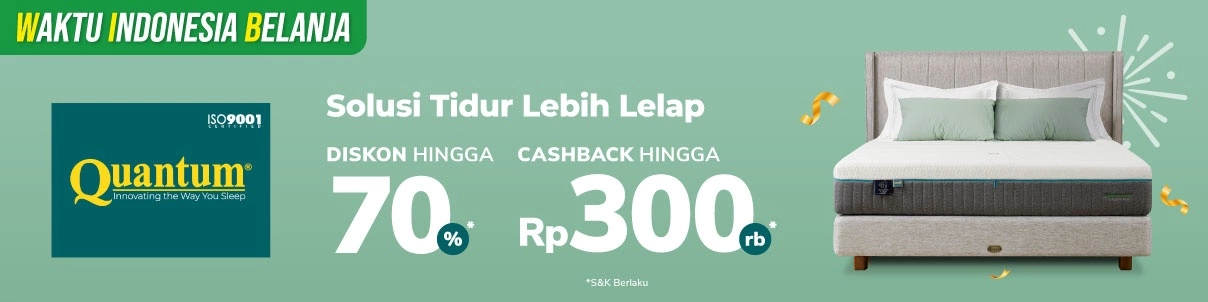 WAKTU INDONESIA BELANJA
ISO9001
CERTIFIED
Quantum®
Innovating the Way You Sleep
Solusi Tidur Lebih Lelap
DISKON HINGGA
70%*
CASHBACK HINGGA
Rp300rb*
*S&K Berlaku